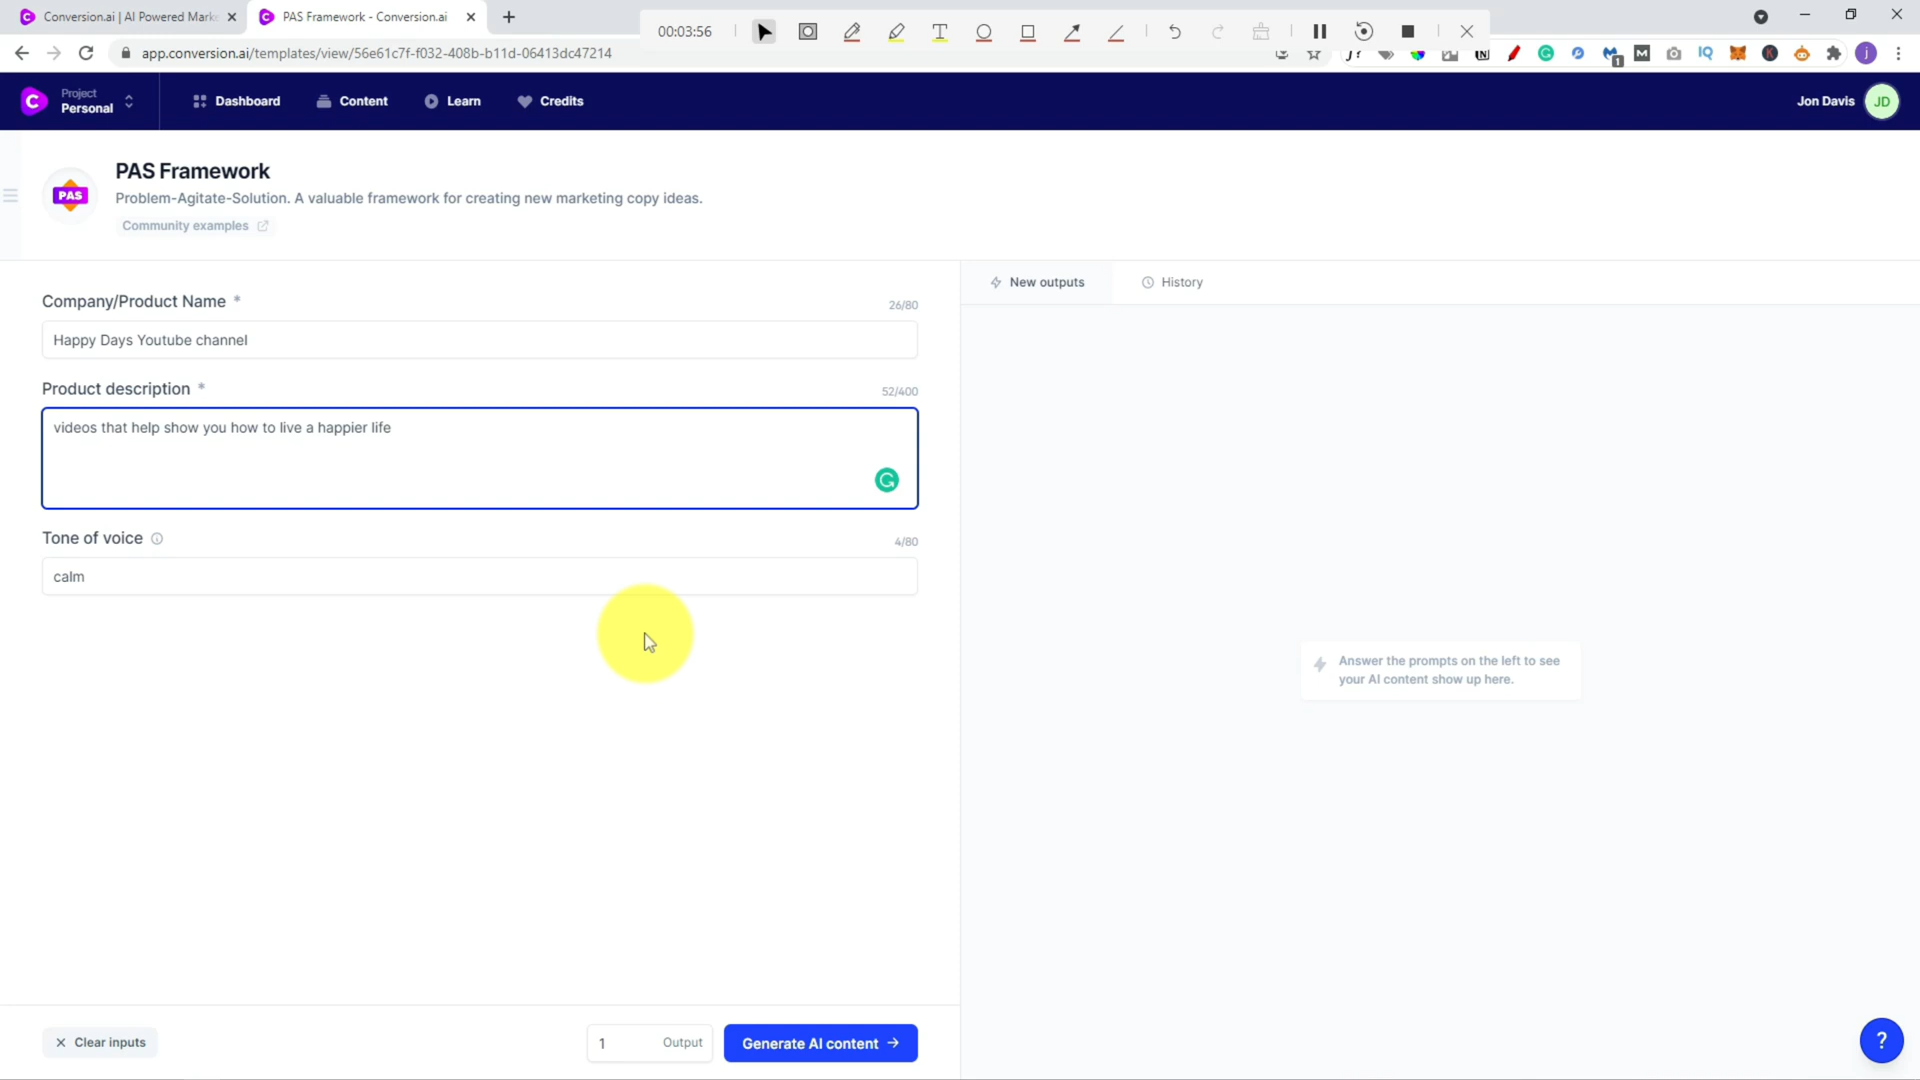 Conversion.ai | AI Powered Marke
PAS Framework - Conversion.ai
00:03:56
app.conversion.ai/templates/view/56e61c7f-f032-408b-b11d-06413dc47214
Project
Personal
Dashboard
Content
Learn
Credits
Jon Davis
JD
PAS
PAS Framework
Problem-Agitate-Solution. A valuable framework for creating new marketing copy ideas.
Community examples
Company/Product Name *
26/80
Happy Days Youtube channel
Product description *
52/400
videos that help show you how to live a happier life
Tone of voice
4/80
calm
Clear inputs
1 Output
Generate AI content →
New outputs
History
Answer the prompts on the left to see
your AI content show up here.
?